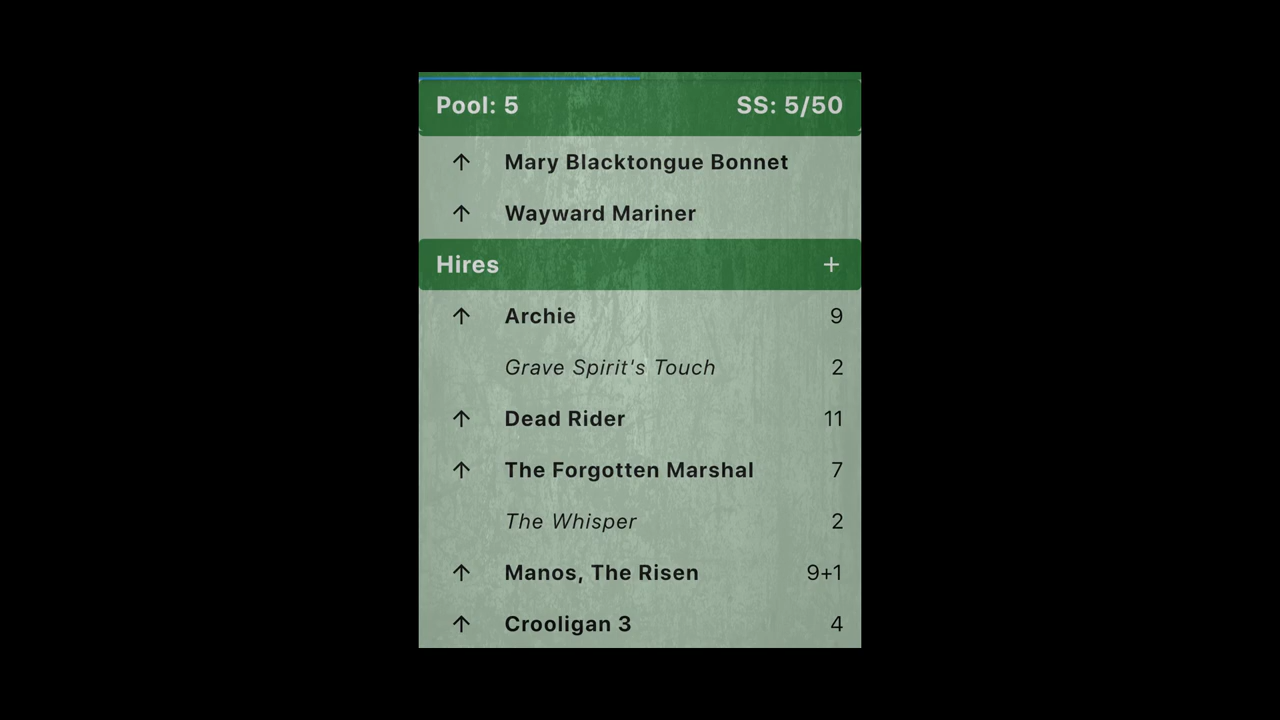 Pool: 5 SS: 5/50
↑ Mary Blacktongue Bonnet
↑ Wayward Mariner
Hires +
↑ Archie 9
Grave Spirit's Touch 2
↑ Dead Rider 11
↑ The Forgotten Marshal 7
The Whisper 2
↑ Manos, The Risen 9+1
↑ Crooligan 3 4